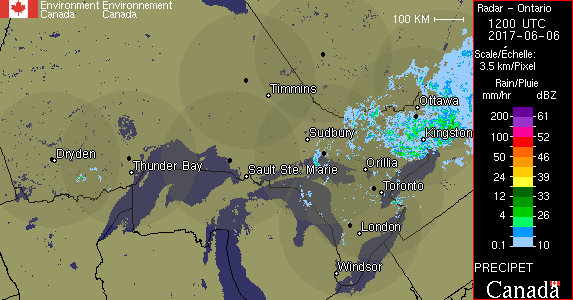 Environment Environnement
Canada Canada
100 KM
Timmins
Ottawa
Sudbury
Kingston
Dryden
Thunder Bay
Sault Ste. Marie
Orillia
Toronto
London
Windsor
Radar - Ontario
1200 UTC
2017-06-06
Scale/Échelle:
3.5 km/Pixel
Rain/Pluie
mm/hr dBZ
200 61
100 52
50 46
24 39
12 33
4 26
0.1 10
PRECIPET
Canada